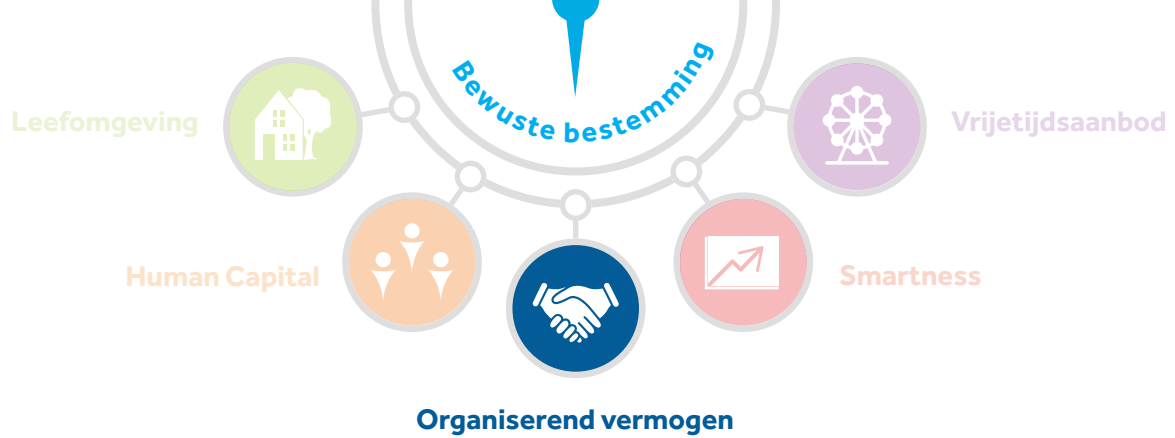 Bewuste bestemming
Leefomgeving
Vrijetijdsaanbod
Human Capital
Smartness
Organiserend vermogen